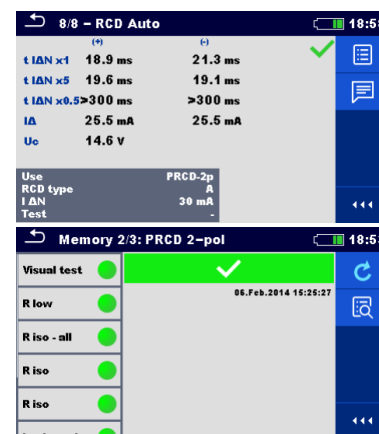 8/8 – RCD Auto 18:5
(+) (-)
t IΔN x1 18.9 ms 21.3 ms
t IΔN x5 19.6 ms 19.1 ms
t IΔN x0.5 >300 ms >300 ms
IΔ 25.5 mA 25.5 mA
Uc 14.6 V
Use PRCD-2p
RCD type A
I ΔN 30 mA
Test -
Memory 2/3: PRCD 2–pol 18:5
Visual test
06.Feb.2014 15:25:27
R low
R iso - all
R iso
R iso